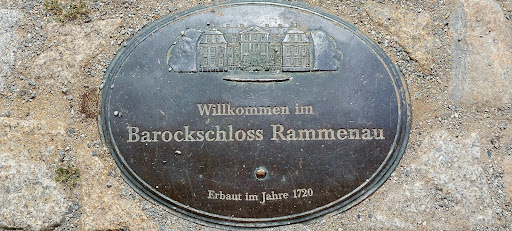 Willkommen im
Barockschloss Rammenau
Erbaut im Jahre 1720